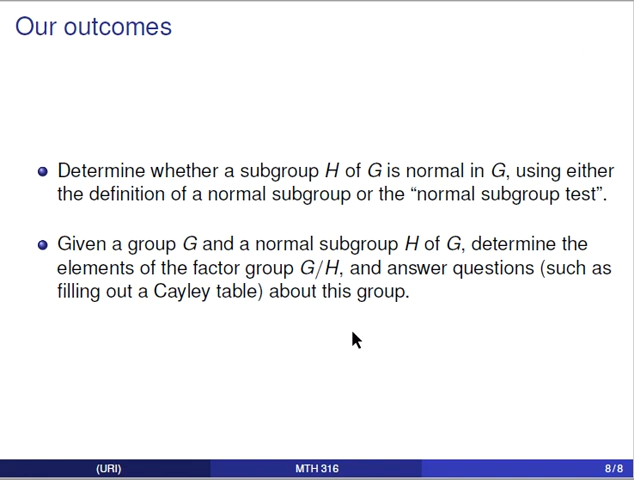 Our outcomes
Determine whether a subgroup H of G is normal in G, using either
the definition of a normal subgroup or the “normal subgroup test”.
Given a group G and a normal subgroup H of G, determine the
elements of the factor group G/H, and answer questions (such as
filling out a Cayley table) about this group.
(URI) MTH 316 8/8